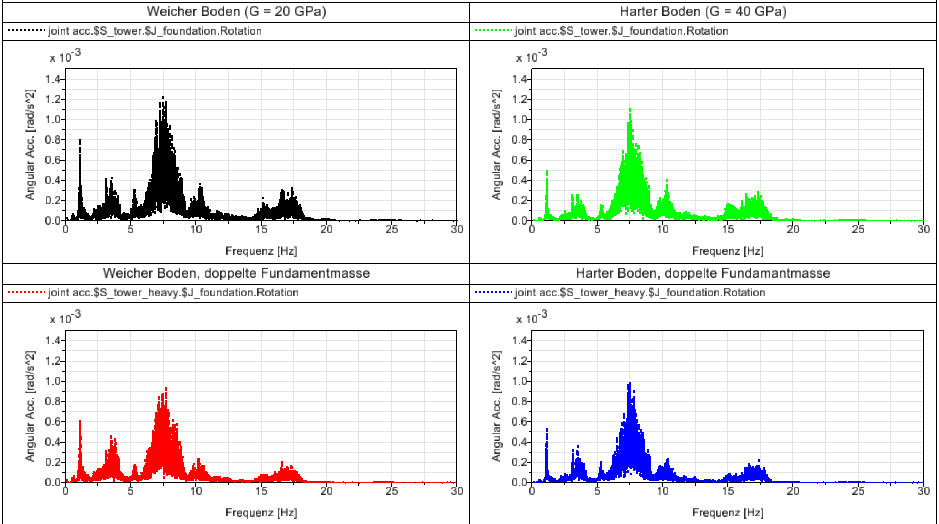 Weicher Boden (G = 20 GPa)
joint acc.$S_tower.$J_foundation.Rotation
x 10⁻³
1.4
1.2
1.0
0.8
0.6
0.4
0.2
0.0
Angular Acc. [rad/s^2]
0 5 10 15 20 25 30
Frequenz [Hz]
Harter Boden (G = 40 GPa)
joint acc.$S_tower.$J_foundation.Rotation
x 10⁻³
1.4
1.2
1.0
0.8
0.6
0.4
0.2
0.0
Angular Acc. [rad/s^2]
0 5 10 15 20 25 30
Frequenz [Hz]
Weicher Boden, doppelte Fundamentmasse
joint acc.$S_tower_heavy.$J_foundation.Rotation
x 10⁻³
1.4
1.2
1.0
0.8
0.6
0.4
0.2
0.0
Angular Acc. [rad/s^2]
0 5 10 15 20 25 30
Frequenz [Hz]
Harter Boden, doppelte Fundamantmasse
joint acc.$S_tower_heavy.$J_foundation.Rotation
x 10⁻³
1.4
1.2
1.0
0.8
0.6
0.4
0.2
0.0
Angular Acc. [rad/s^2]
0 5 10 15 20 25 30
Frequenz [Hz]